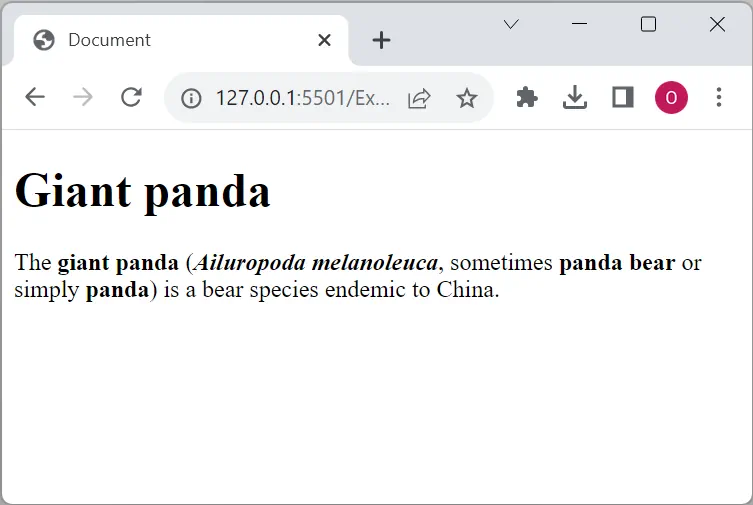 Document
127.0.0.1:5501/Ex...
O
Giant panda
The giant panda (Ailuropoda melanoleuca, sometimes panda bear or
simply panda) is a bear species endemic to China.